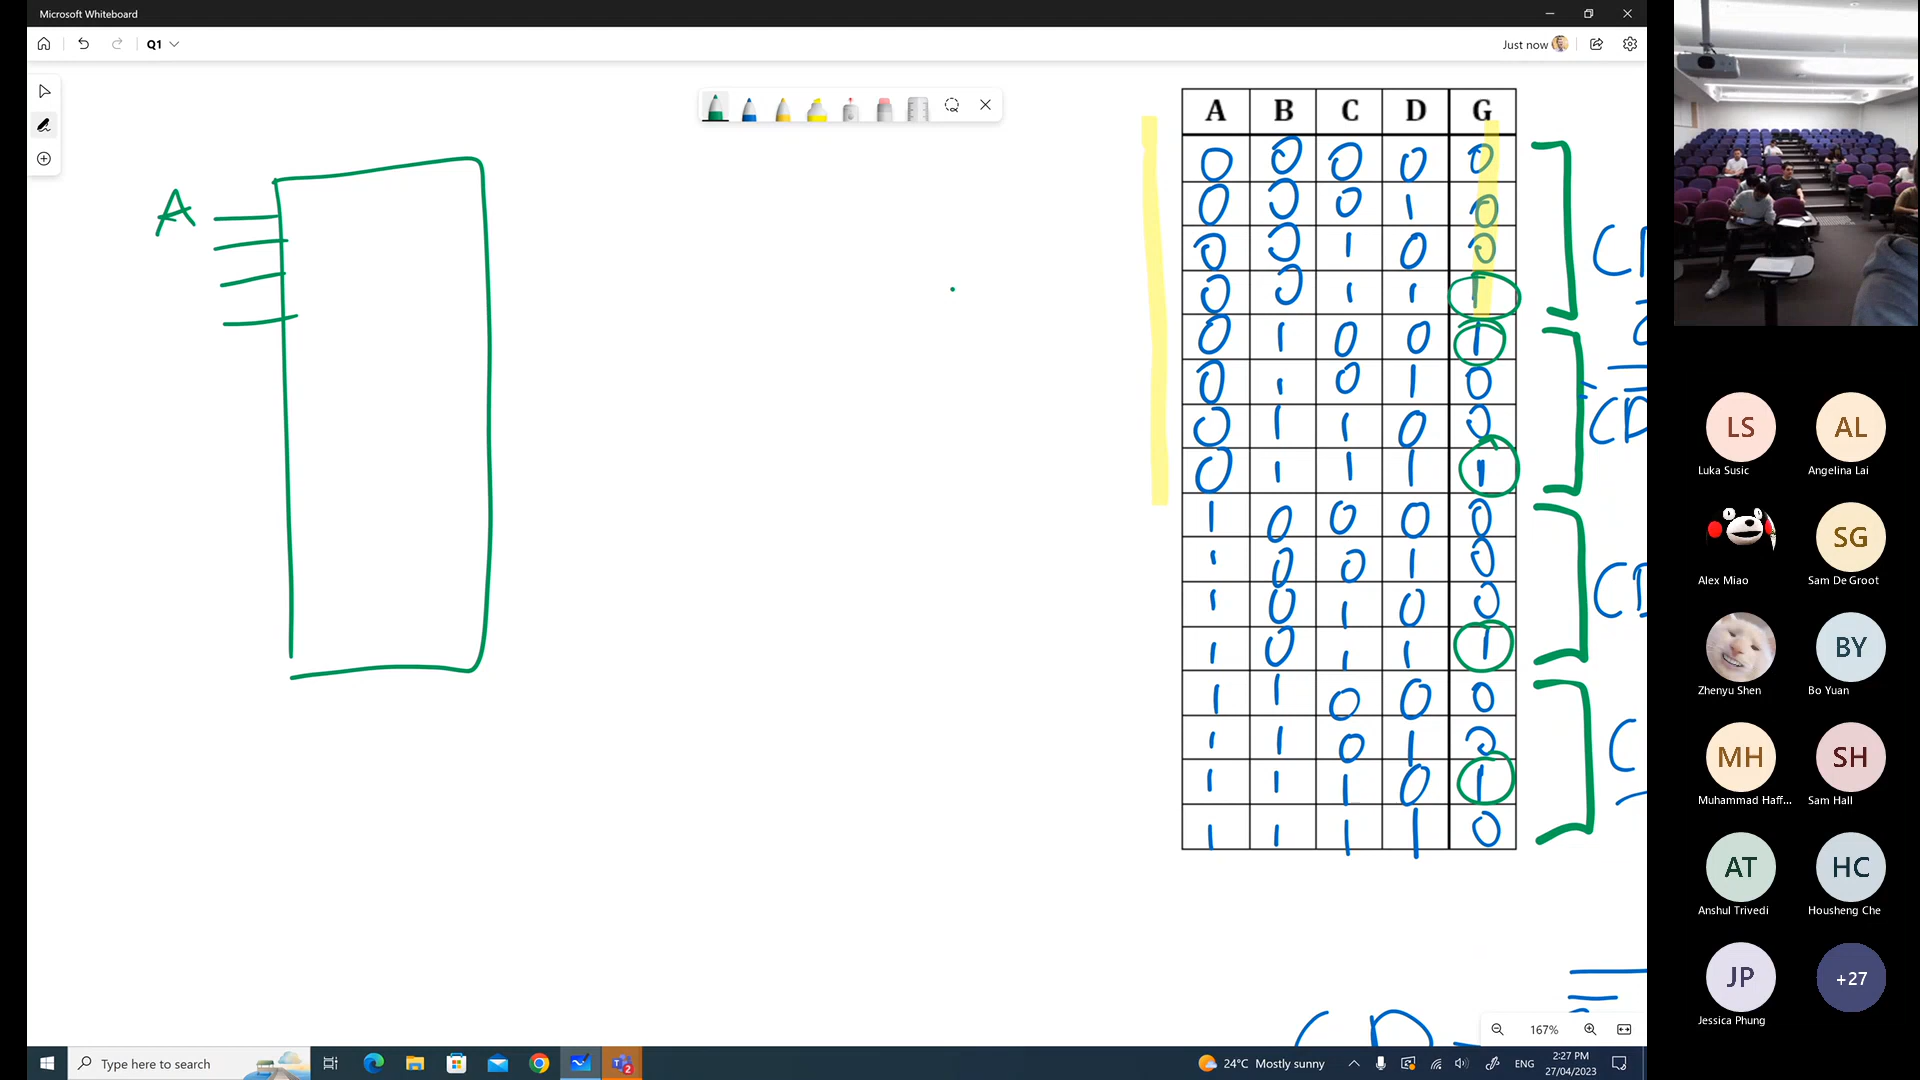 Microsoft Whiteboard
Q1
Just now
A
A B C D G
0 0 0 0 0
0 0 0 1 0
0 0 1 0 0
0 0 1 1 1
0 1 0 0 1
0 1 0 1 0
0 1 1 0 0
0 1 1 1 1
1 0 0 0 0
1 0 0 1 0
1 0 1 0 0
1 0 1 1 1
1 1 0 0 0
1 1 0 1 0
1 1 1 0 1
1 1 1 1 0
CD
CD
C
CD
167%
LS
Luka Susic
AL
Angelina Lai
Alex Miao
SG
Sam De Groot
Zhenyu Shen
BY
Bo Yuan
MH
Muhammad Haff...
SH
Sam Hall
AT
Anshul Trivedi
HC
Housheng Che
JP
Jessica Phung
+27
Type here to search
2
24°C Mostly sunny
ENG
2:27 PM
27/04/2023